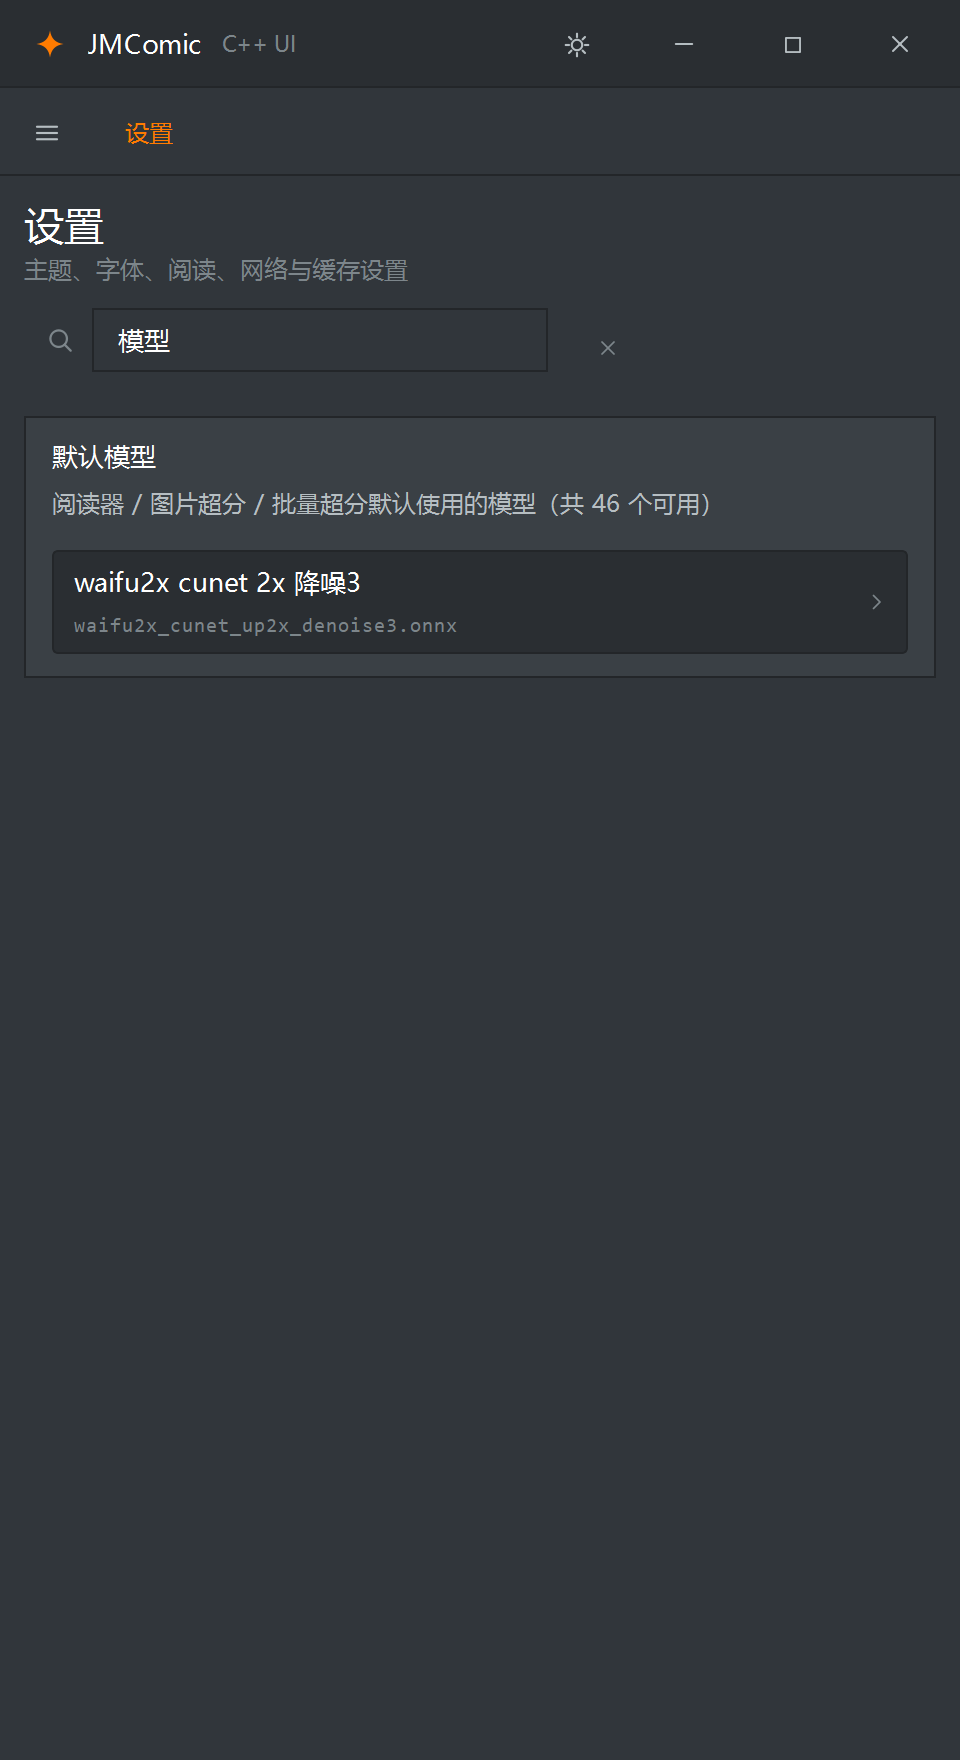 JMComic C++ UI
设置
设置
主题、字体、阅读、网络与缓存设置
模型
默认模型
阅读器 / 图片超分 / 批量超分默认使用的模型（共 46 个可用）
waifu2x cunet 2x 降噪3
waifu2x_cunet_up2x_denoise3.onnx